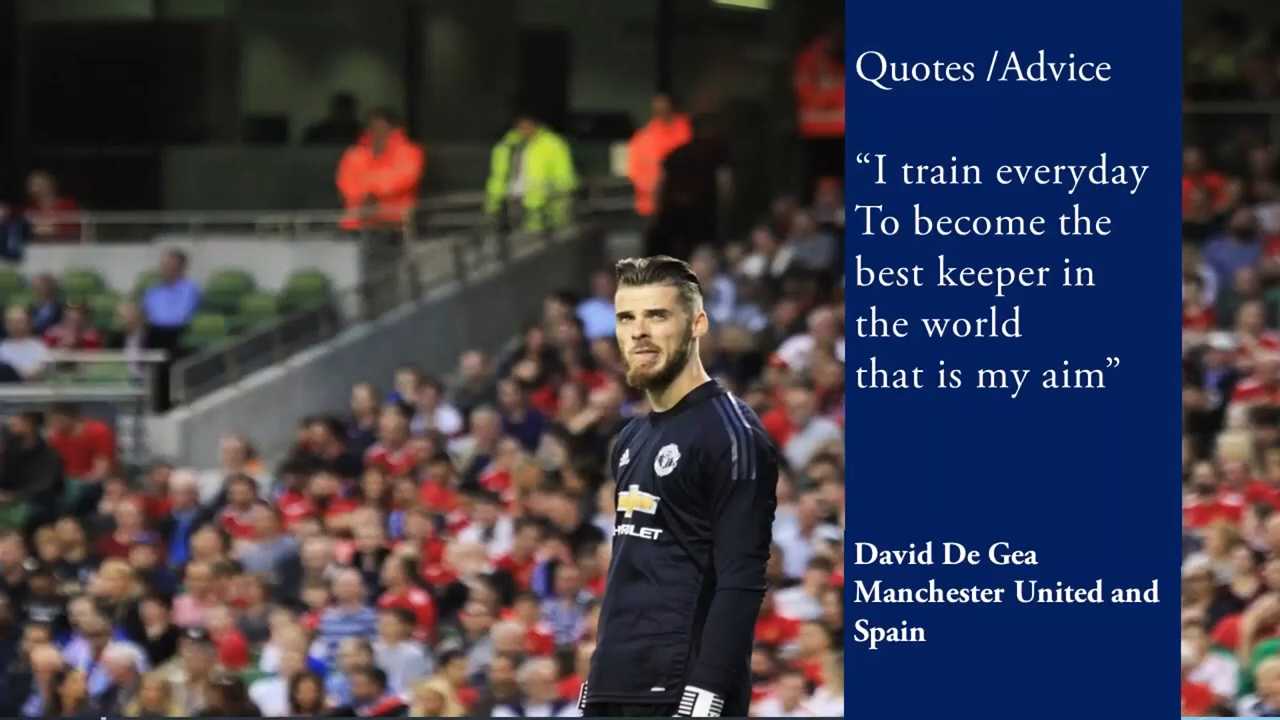 Quotes /Advice
“I train everyday
To become the
best keeper in
the world
that is my aim”
David De Gea
Manchester United and
Spain
CHEVROLET